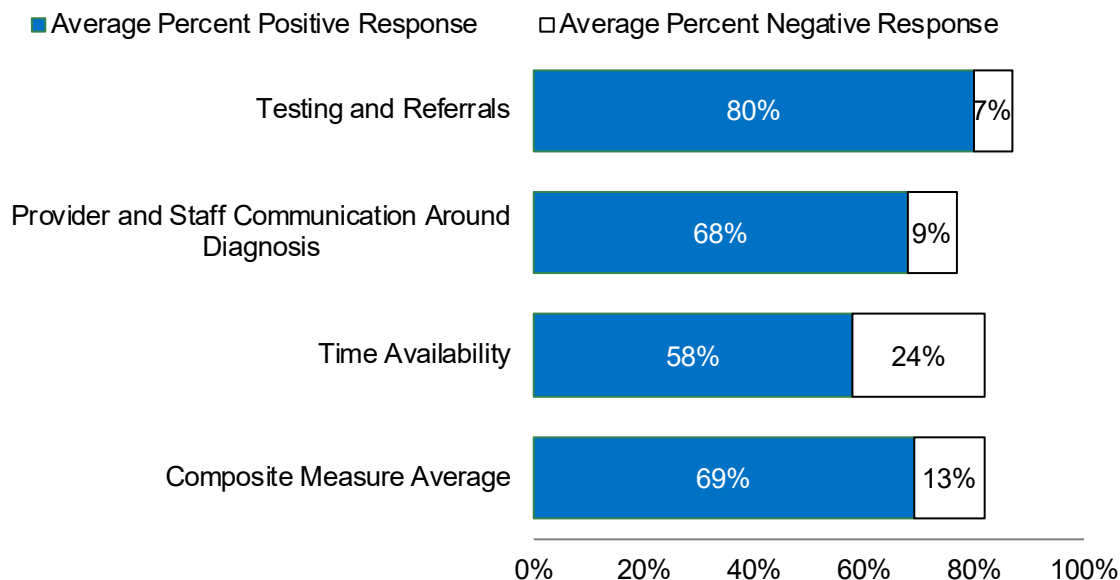 Average Percent Positive Response Average Percent Negative Response
Testing and Referrals 80% 7%
Provider and Staff Communication Around
Diagnosis 68% 9%
Time Availability 58% 24%
Composite Measure Average 69% 13%
0% 20% 40% 60% 80% 100%